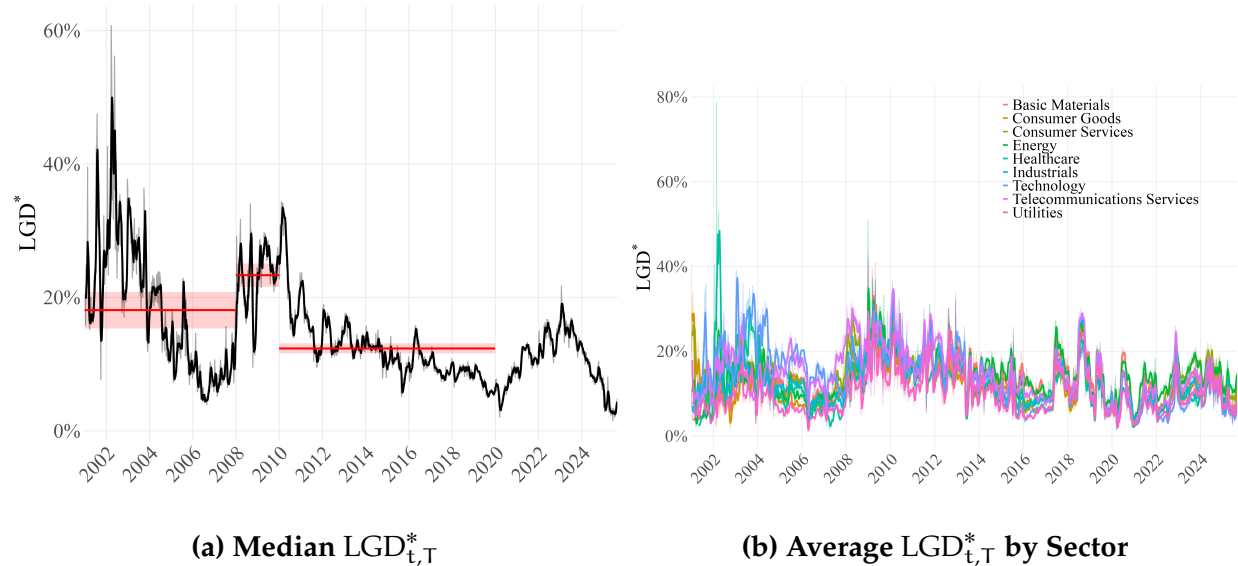 60%
40%
20%
0%
LGD*
2002
2004
2006
2008
2010
2012
2014
2016
2018
2020
2022
2024
(a) Median LGD*t,T
80%
60%
40%
20%
0%
LGD*
Basic Materials
Consumer Goods
Consumer Services
Energy
Healthcare
Industrials
Technology
Telecommunications Services
Utilities
2002
2004
2006
2008
2010
2012
2014
2016
2018
2020
2022
2024
(b) Average LGD*t,T by Sector